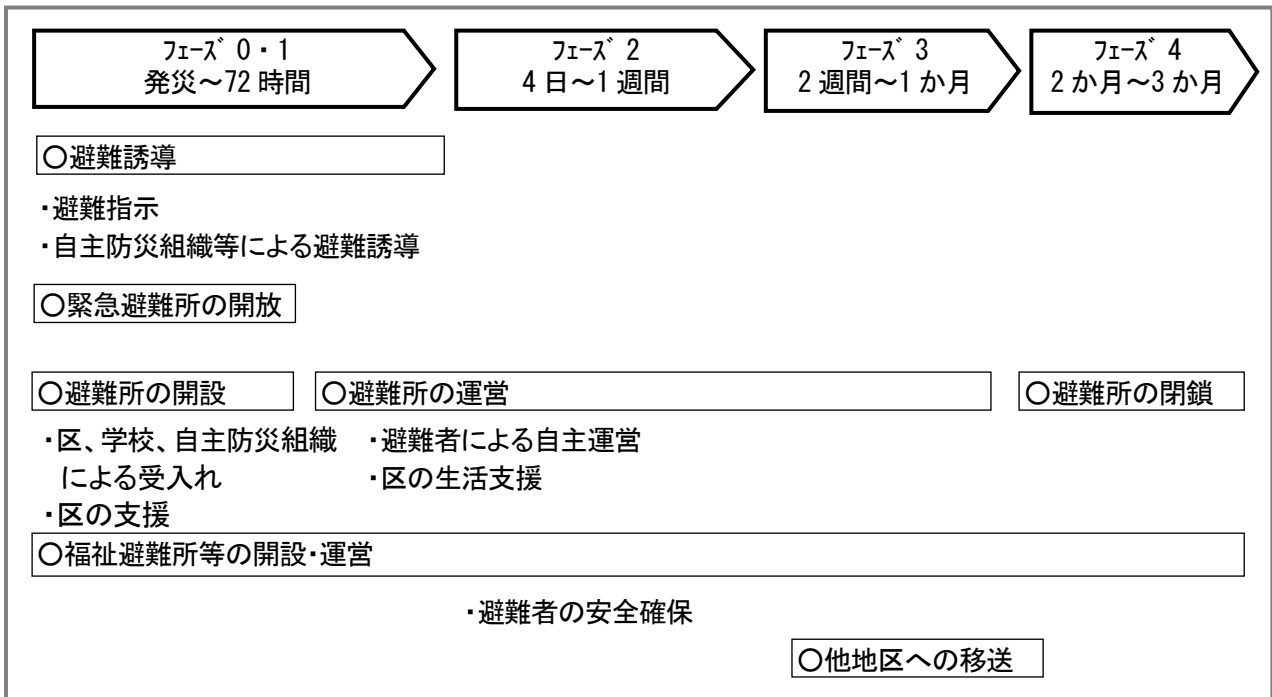 ﾌｪｰｽﾞ 0・1
発災～72 時間
ﾌｪｰｽﾞ 2
4 日～1 週間
ﾌｪｰｽﾞ 3
2 週間～1 か月
ﾌｪｰｽﾞ 4
2 か月～3 か月
○避難誘導
・避難指示
・自主防災組織等による避難誘導
○緊急避難所の開放
○避難所の開設
○避難所の運営
○避難所の閉鎖
・区、学校、自主防災組織
による受入れ
・区の支援
・避難者による自主運営
・区の生活支援
○福祉避難所等の開設・運営
・避難者の安全確保
○他地区への移送